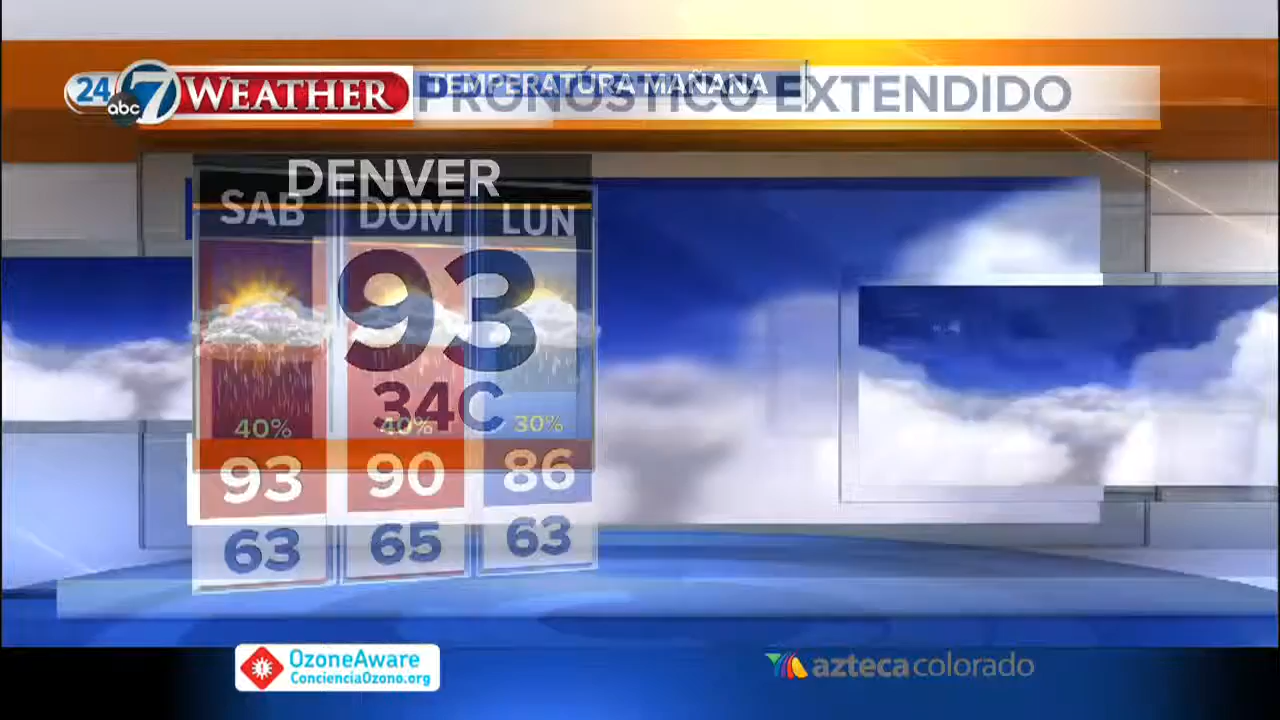 24
abc 7 WEATHER
TEMPERATURA MAÑANA
PRONÓSTICO EXTENDIDO
DENVER
SAB DOM LUN
93
34C
40% 40% 30%
93 90 86
63 65 63
OzoneAware
ConcienciaOzono.org
aztecacolorado